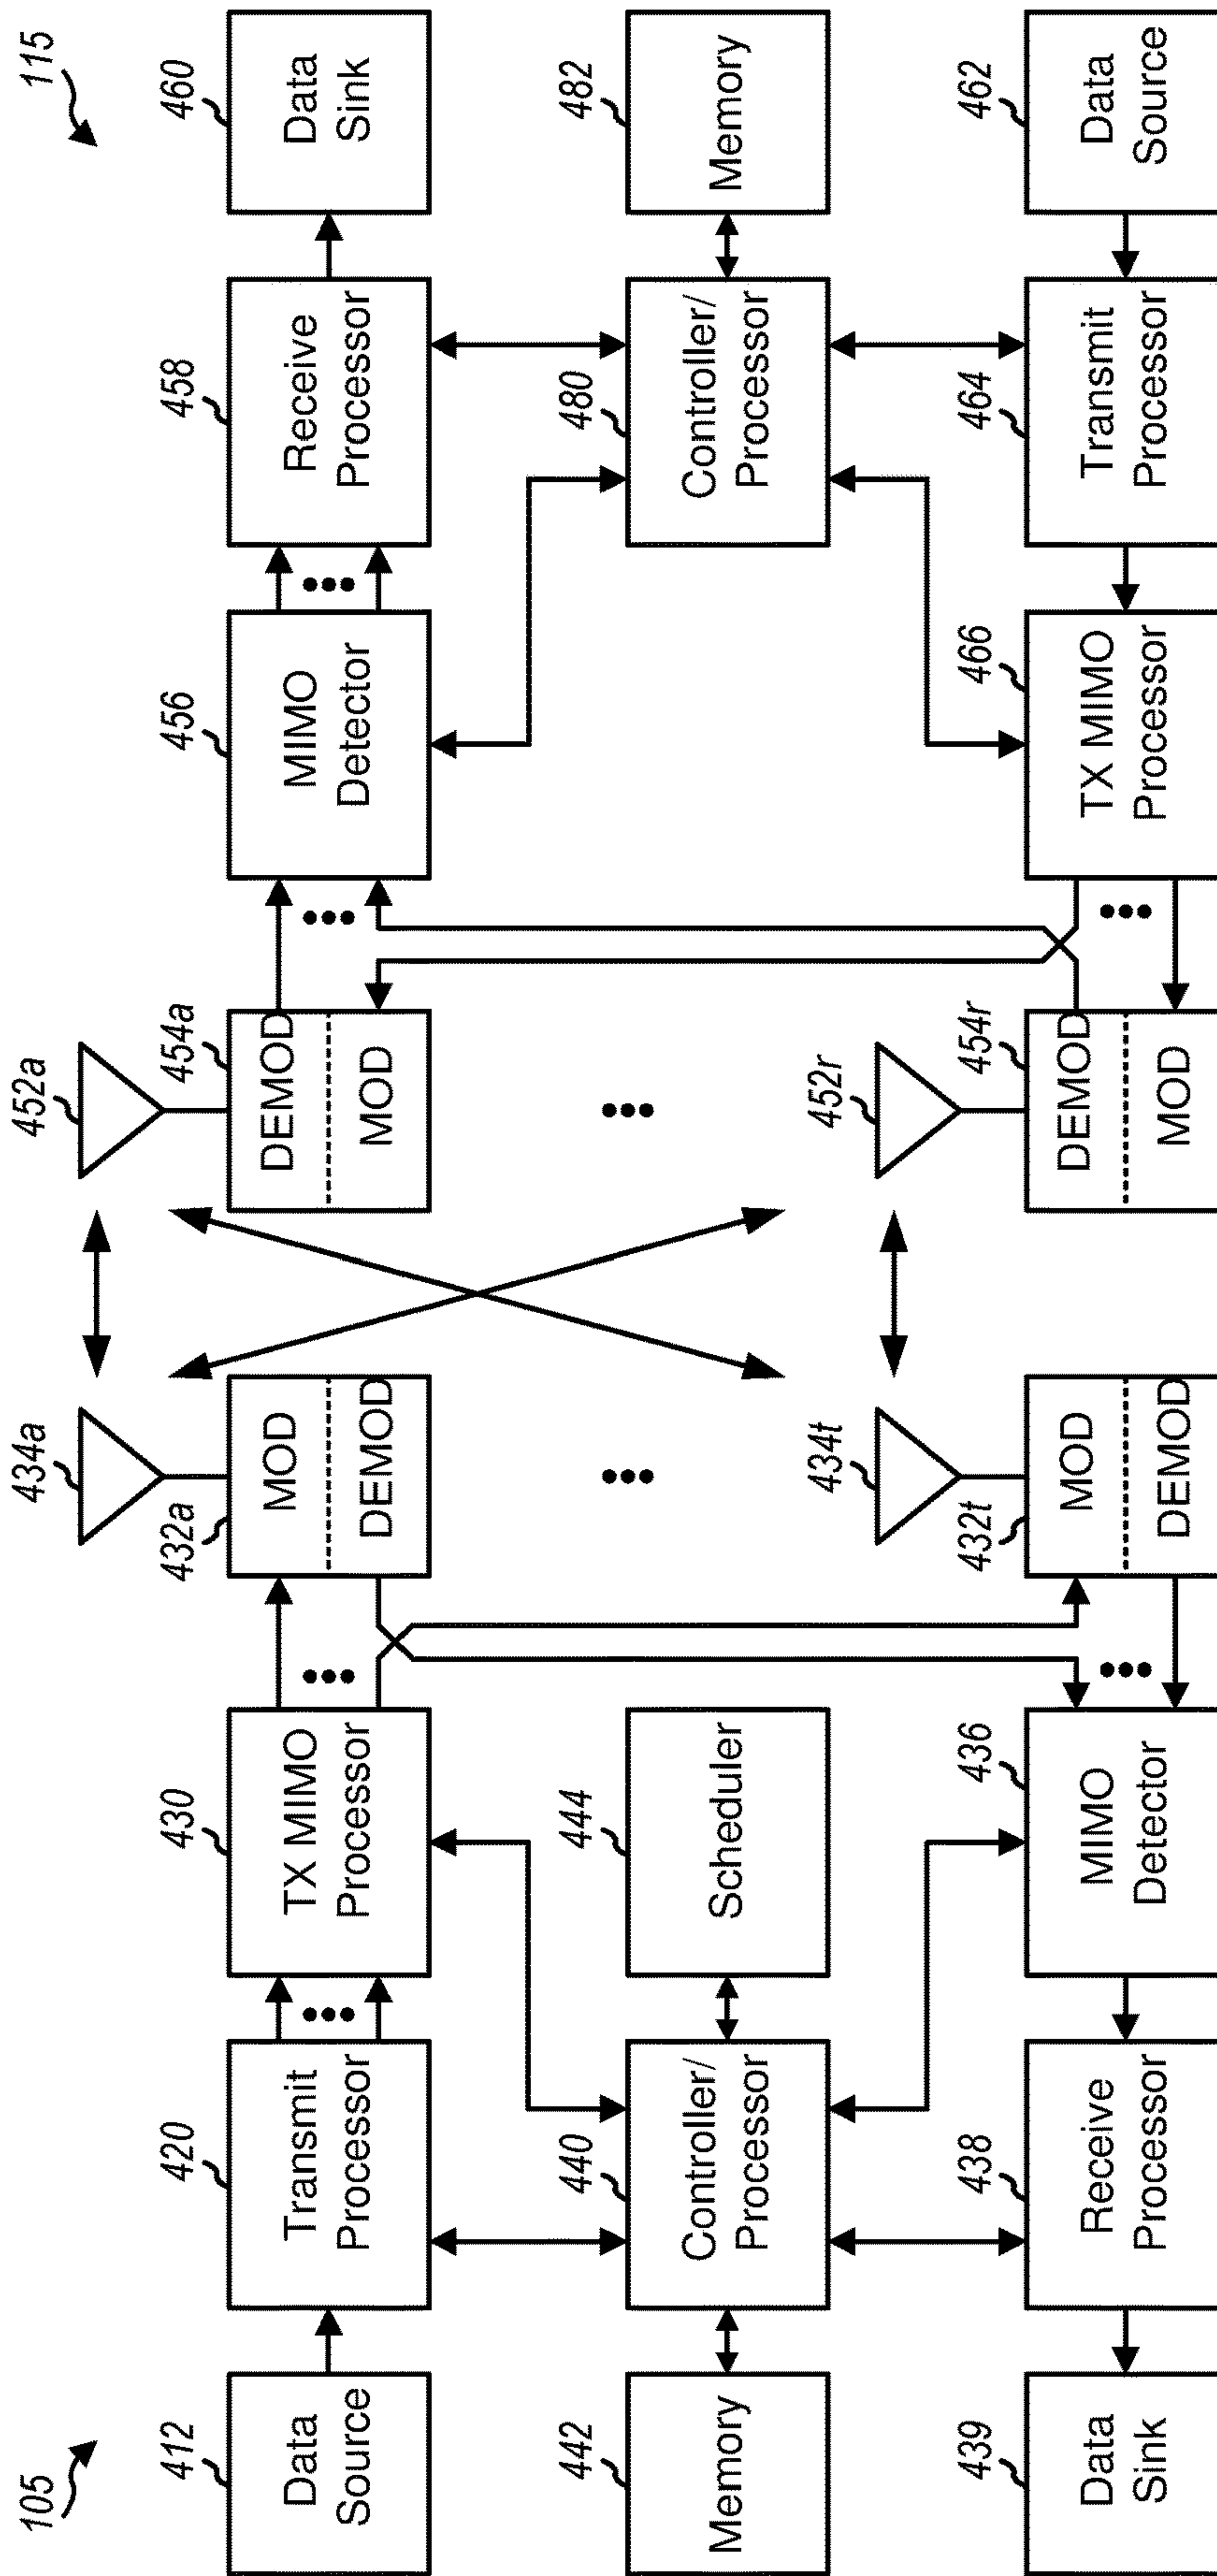 105
115
412
Data
Source
420
Transmit
Processor
430
TX MIMO
Processor
432a
434a
MOD
DEMOD
452a
454a
DEMOD
MOD
456
MIMO
Detector
458
Receive
Processor
460
Data
Sink
442
Memory
440
Controller/
Processor
444
Scheduler
480
Controller/
Processor
482
Memory
439
Data
Sink
438
Receive
Processor
436
MIMO
Detector
432t
434t
MOD
DEMOD
452r
454r
DEMOD
MOD
466
TX MIMO
Processor
464
Transmit
Processor
462
Data
Source